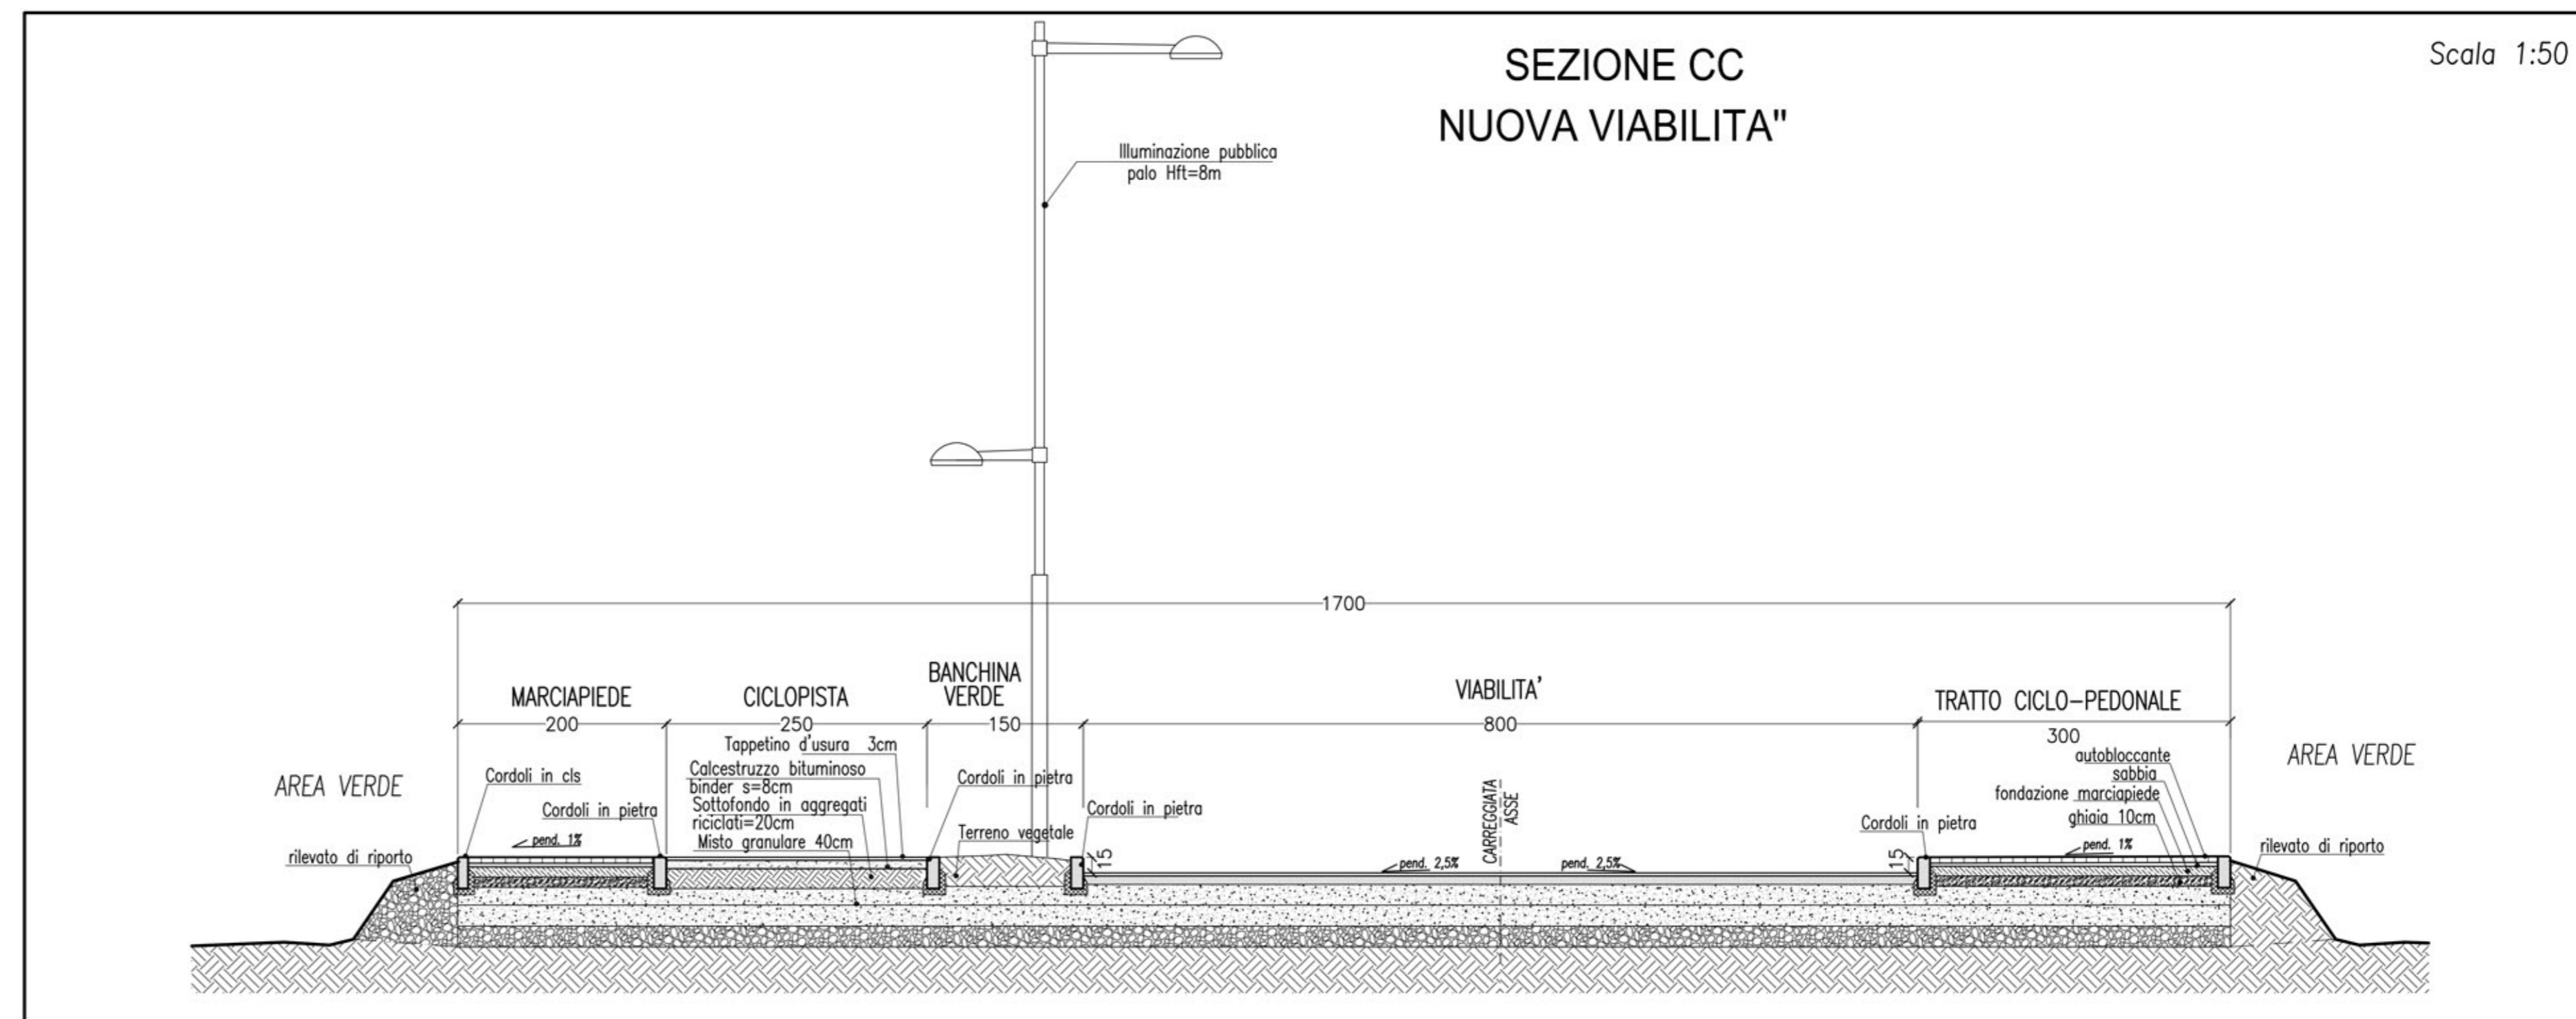 SEZIONE CC
NUOVA VIABILITA"
Scala 1:50
Illuminazione pubblica
palo Hft=8m
1700
MARCIAPIEDE
200
CICLOPISTA
250
BANCHINA
VERDE
150
VIABILITA'
800
TRATTO CICLO-PEDONALE
300
AREA VERDE
rilevato di riporto
Cordoli in cls
Cordoli in pietra
pend. 1%
Tappetino d'usura 3cm
Calcestruzzo bituminoso
binder s=8cm
Sottofondo in aggregati
riciclati=20cm
Misto granulare 40cm
Cordoli in pietra
Terreno vegetale
Cordoli in pietra
15
pend. 2,5%
CARREGGIATA
ASSE
pend. 2,5%
15
Cordoli in pietra
autobloccante
sabbia
fondazione marciapiede
ghiaia 10cm
pend. 1%
AREA VERDE
rilevato di riporto